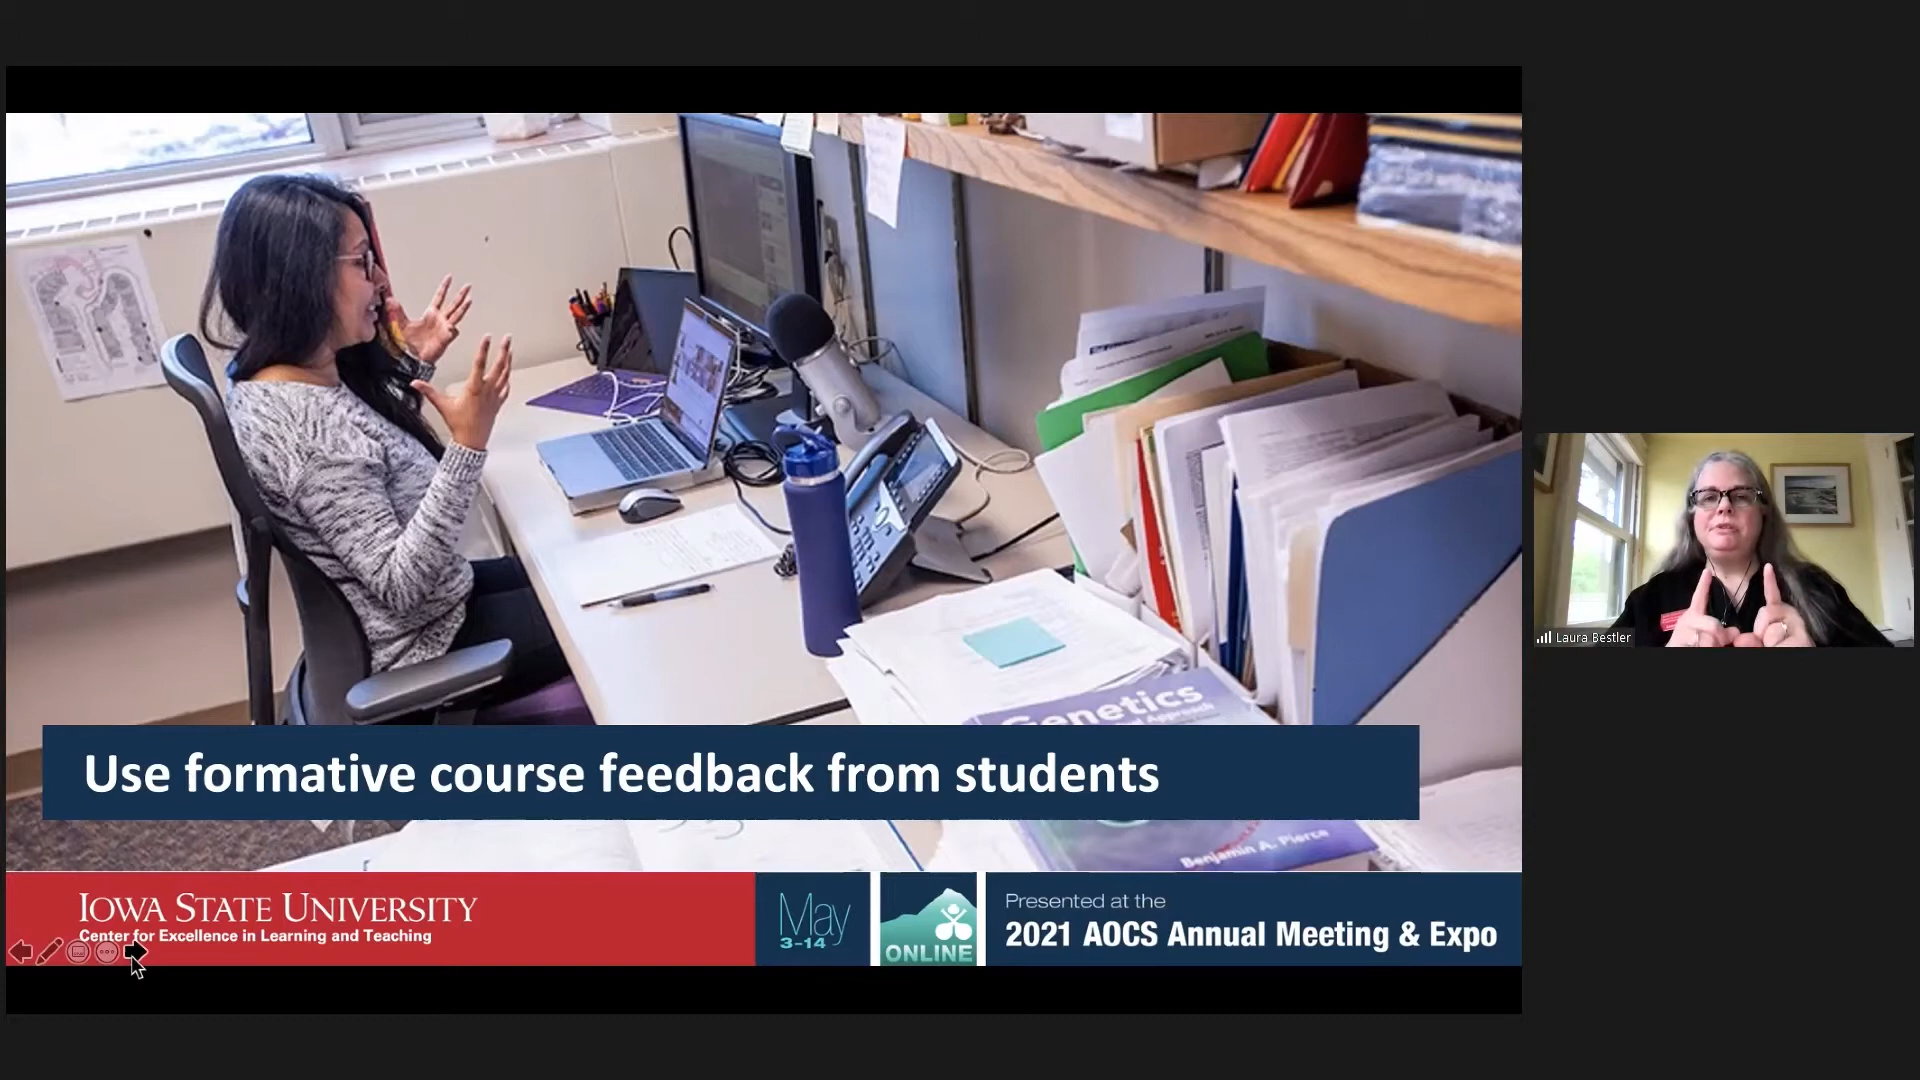 Genetics
Approach
Use formative course feedback from students
Benjamin A. Pierce
IOWA STATE UNIVERSITY
Center for Excellence in Learning and Teaching
May
3-14
ONLINE
Presented at the
2021 AOCS Annual Meeting & Expo
Laura Bestler